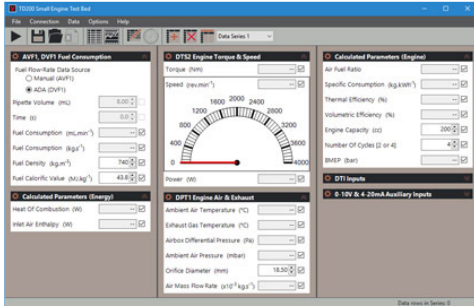 TD200 Small Engine Test Bed
File Connection Data Options Help
Data Series 1
AVF1, DVF1 Fuel Consumption
Fuel Flow-Rate Data Source
Manual (AVF1)
ADA (DVF1)
Pipette Volume (mL) 8.00
Time (s) 0.0
Fuel Consumption (mL.min⁻¹) --
Fuel Consumption (kg.s⁻¹) --
Fuel Density (kg.m⁻³) 740
Fuel Calorific Value (MJ.kg⁻¹) 43.8
Calculated Parameters (Energy)
Heat Of Combustion (W) --
Inlet Air Enthalpy (W) --
DTS2 Engine Torque & Speed
Torque (Nm) --
Speed (rev.min⁻¹) --
0 400 800 1200 1600 2000 2400 2800 3200 3600 4000
Power (W) --
DPT1 Engine Air & Exhaust
Ambient Air Temperature (°C) --
Exhaust Gas Temperature (°C) --
Airbox Differential Pressure (Pa) --
Ambient Air Pressure (mbar) --
Orifice Diameter (mm) 18.50
Air Mass Flow Rate (x10⁻³ kg.s⁻¹) --
Calculated Parameters (Engine)
Air Fuel Ratio --
Specific Consumption (kg.kWh⁻¹) --
Thermal Efficiency (%) --
Volumetric Efficiency (%) --
Engine Capacity (cc) 200
Number Of Cycles [2 or 4] 4
BMEP (bar) --
DTI Inputs
0-10V & 4-20mA Auxiliary Inputs
Data rows in Series: 0